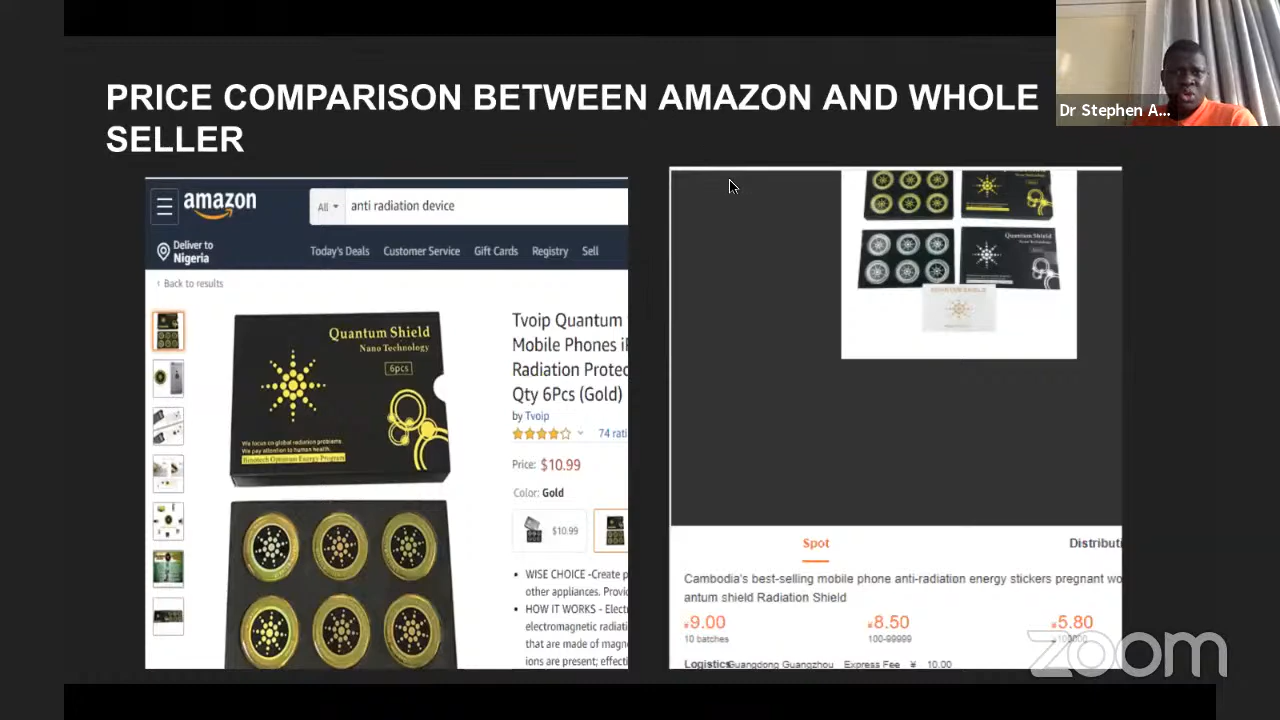 PRICE COMPARISON BETWEEN AMAZON AND WHOLE
SELLER
Dr Stephen A...
amazon
All
anti radiation device
Deliver to
Nigeria
Today's Deals
Customer Service
Gift Cards
Registry
Sell
‹ Back to results
Quantum Shield
Nano Technology
6pcs
We focus on global radiation problems.
We pay attention to human health.
Tvoip Quantum
Mobile Phones
Radiation Protec
Qty 6Pcs (Gold)
by Tvoip
74 rati
Price: $10.99
Color: Gold
$10.99
WISE CHOICE -Create p
other appliances. Provi
HOW IT WORKS - Elect
electromagnetic radiati
that are made of magn
ions are present; effecti
Quantum Shield
Quantum Shield
QUANTUM SHIELD
Spot
Distributi
Cambodia's best-selling mobile phone anti-radiation energy stickers pregnant wo
antum shield Radiation Shield
¥9.00
¥8.50
¥5.80
10 batches
100-99999
Logistics Guangdong Guangzhou Express Fee ¥ 10.00
zoom